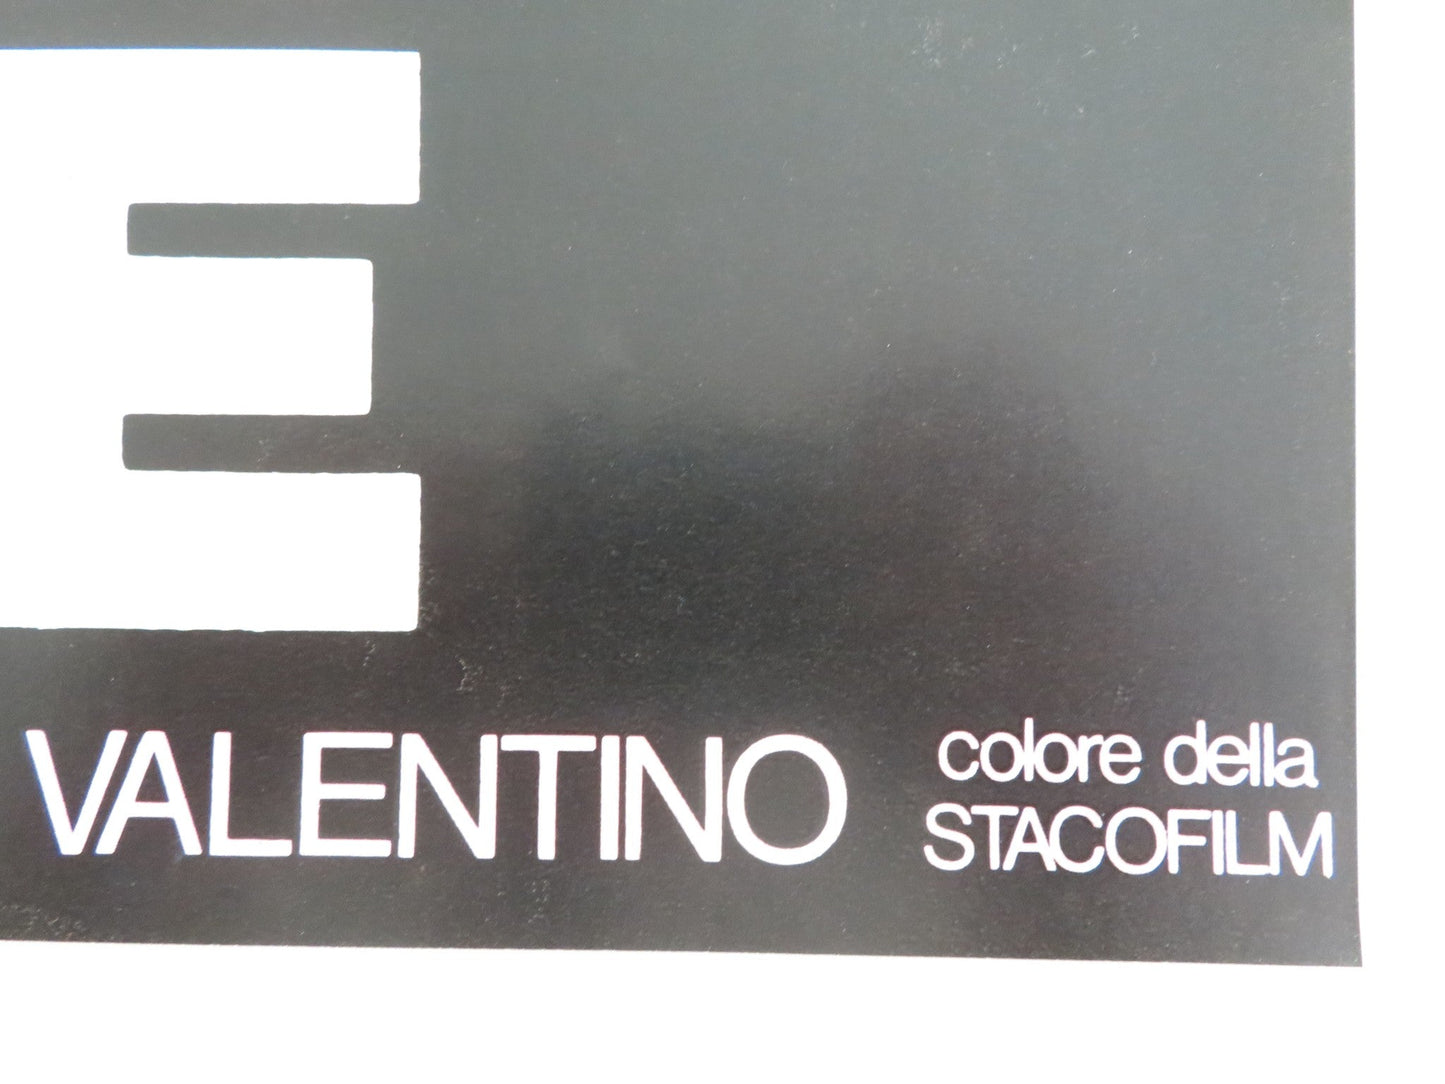 E
VALENTINO
colore della
STACOFILM